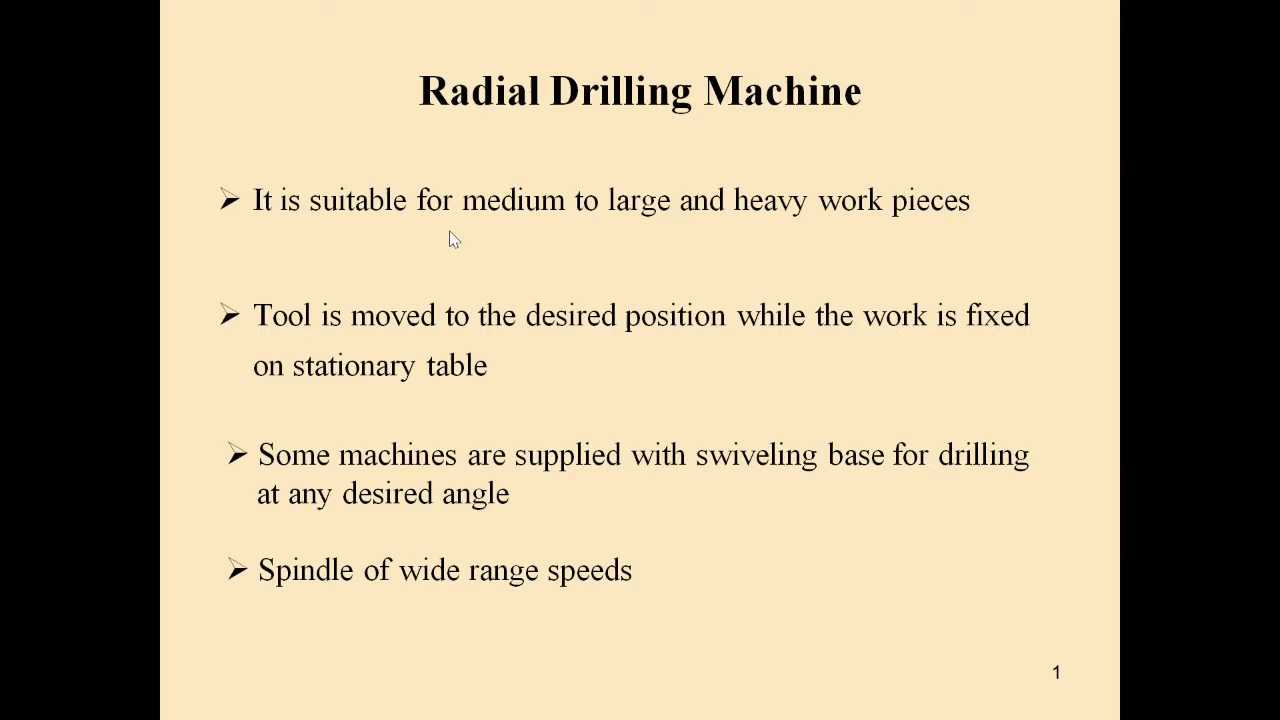 Radial Drilling Machine
➢ It is suitable for medium to large and heavy work pieces
➢ Tool is moved to the desired position while the work is fixed
on stationary table
➢ Some machines are supplied with swiveling base for drilling
at any desired angle
➢ Spindle of wide range speeds
1